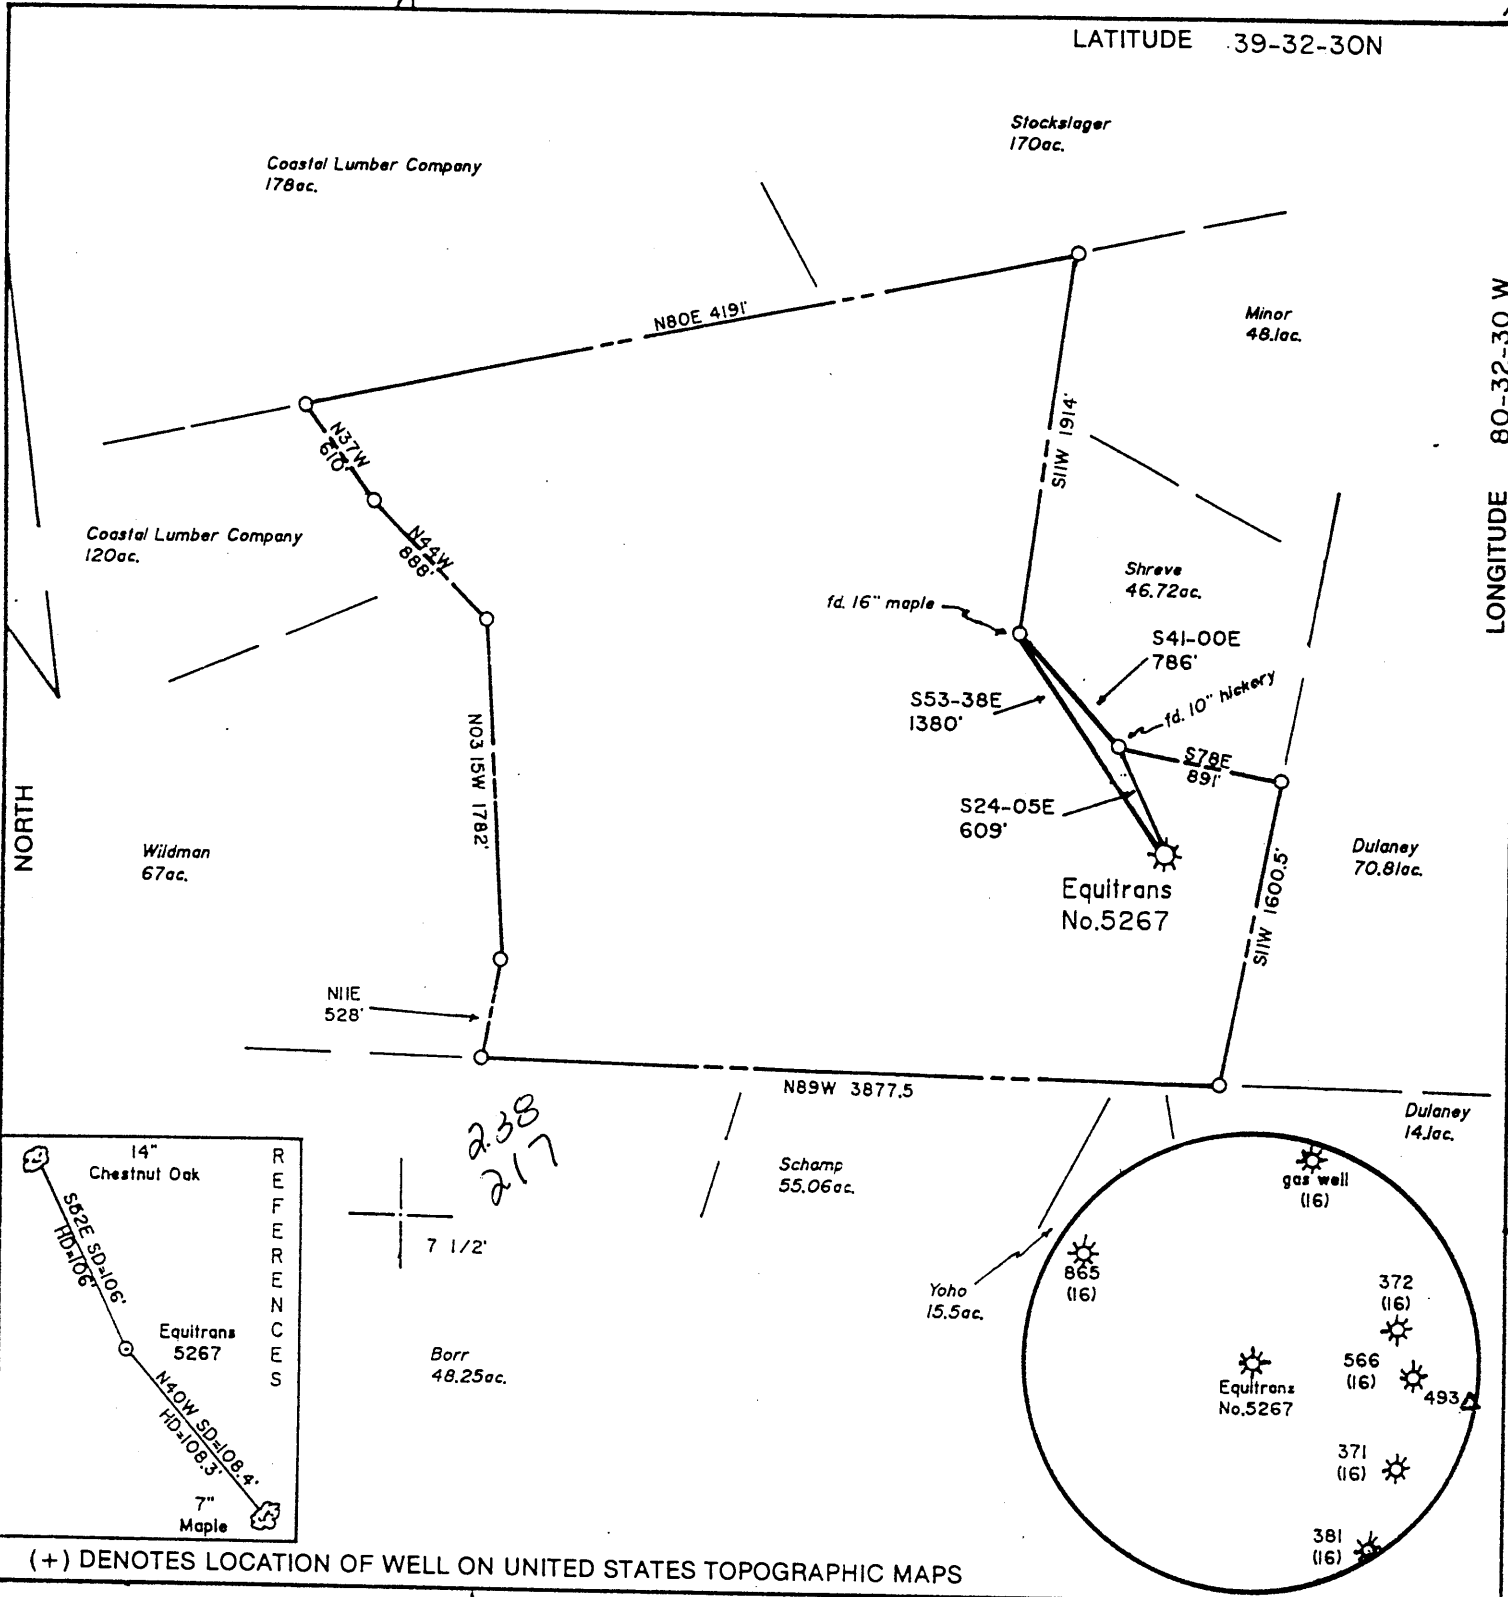 LATITUDE 39-32-30N
Stockslager
170ac.
Coastal Lumber Company
178ac.
LONGITUDE 80-32-30 W
N80E 4191'
Minor
48.1ac.
N37W
610'
S11W 1914'
Coastal Lumber Company
120ac.
N44W
888'
Shreve
46.72ac.
fd. 16" maple
S41-00E
786'
fd. 10" hickory
S53-38E
1380'
N03 15W 1782'
S78E
891'
S24-05E
609'
NORTH
Wildman
67ac.
Dulaney
70.81ac.
Equitrans
No.5267
S11W 1600.5'
N11E
528'
N89W 3877.5
238
217
Dulaney
14.1ac.
14"
Chestnut Oak
REFERENCES
S52E SD=106'
HD=106'
Equitrans
5267
N40W SD=108.4'
HD=108.3'
7"
Maple
7 1/2'
Schamp
55.06ac.
Yoho
15.5ac.
Borr
48.25ac.
gas well
(16)
865
(16)
372
(16)
566
(16)
493
Equitrans
No.5267
371
(16)
381
(16)
(+) DENOTES LOCATION OF WELL ON UNITED STATES TOPOGRAPHIC MAPS